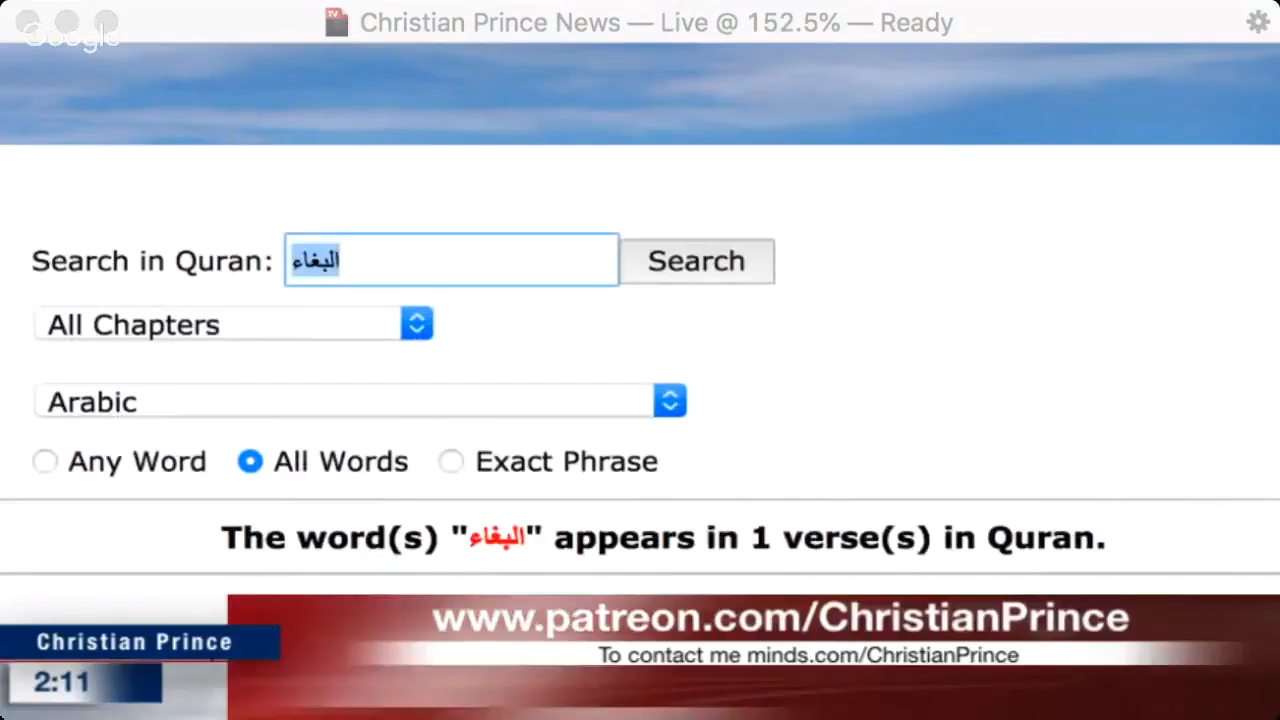 Google
Christian Prince News — Live @ 152.5% — Ready
Search in Quran: البغاء Search
All Chapters
Arabic
Any Word All Words Exact Phrase
The word(s) "البغاء" appears in 1 verse(s) in Quran.
www.patreon.com/ChristianPrince
To contact me minds.com/ChristianPrince
Christian Prince
2:11